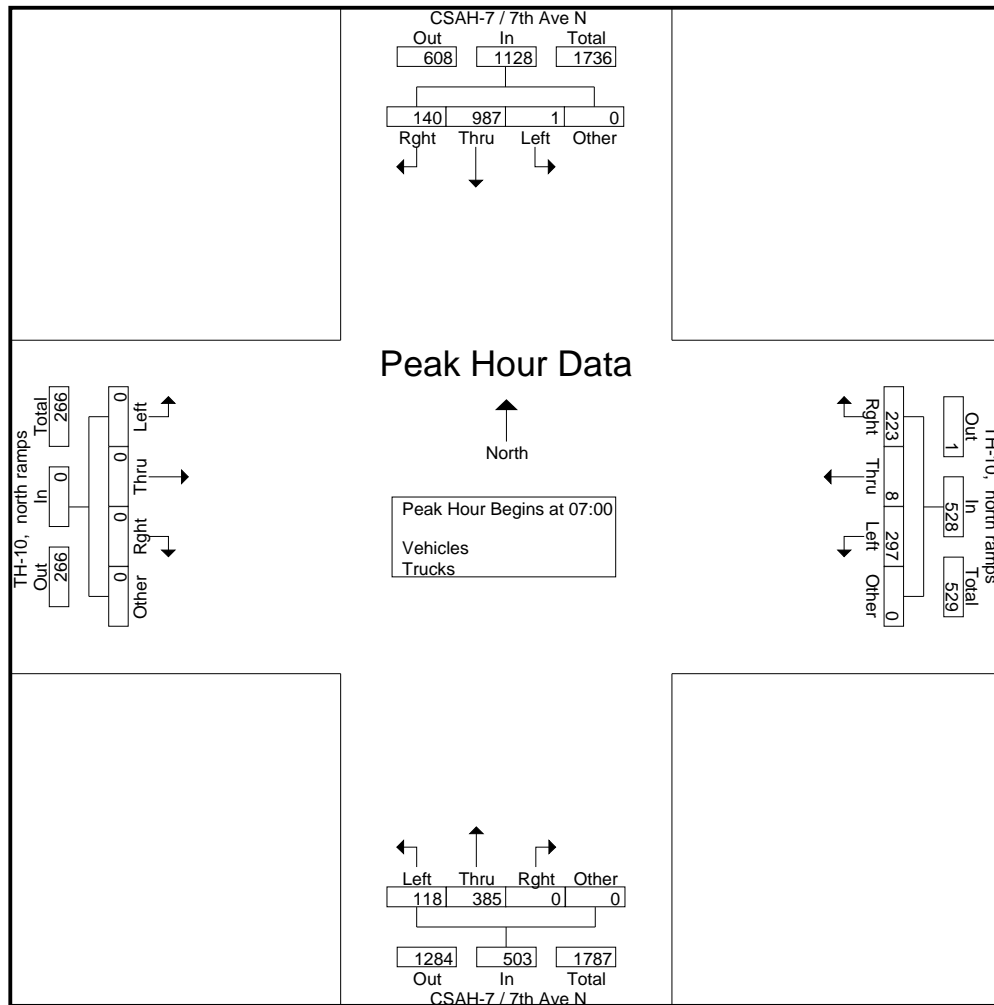 CSAH-7 / 7th Ave N
Out In Total
608 1128 1736
140 987 1 0
Rght Thru Left Other
Peak Hour Data
North
Peak Hour Begins at 07:00
Vehicles
Trucks
TH-10, north ramps
Out In Total
266 0 266
0 0 0 0
Left Thru Rght Other
TH-10, north ramps
Out In Total
1 528 529
223 8 297 0
Rght Thru Left Other
Left Thru Rght Other
118 385 0 0
1284 503 1787
Out In Total
CSAH-7 / 7th Ave N